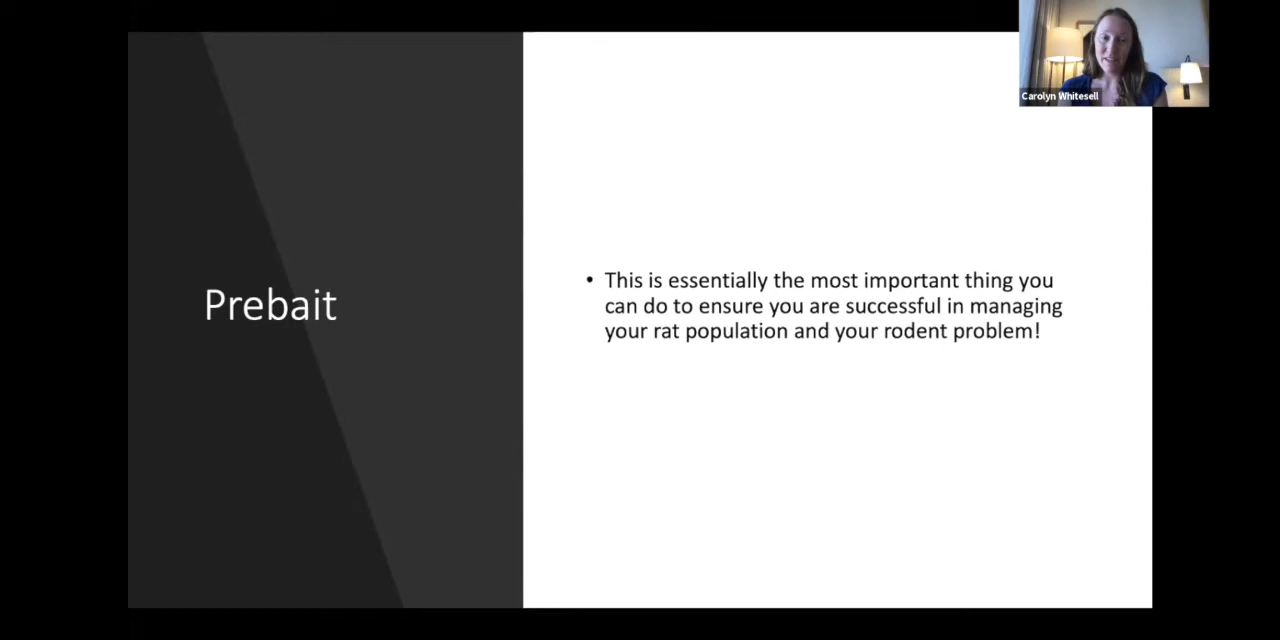 Carolyn Whitesell
Prebait
• This is essentially the most important thing you
can do to ensure you are successful in managing
your rat population and your rodent problem!